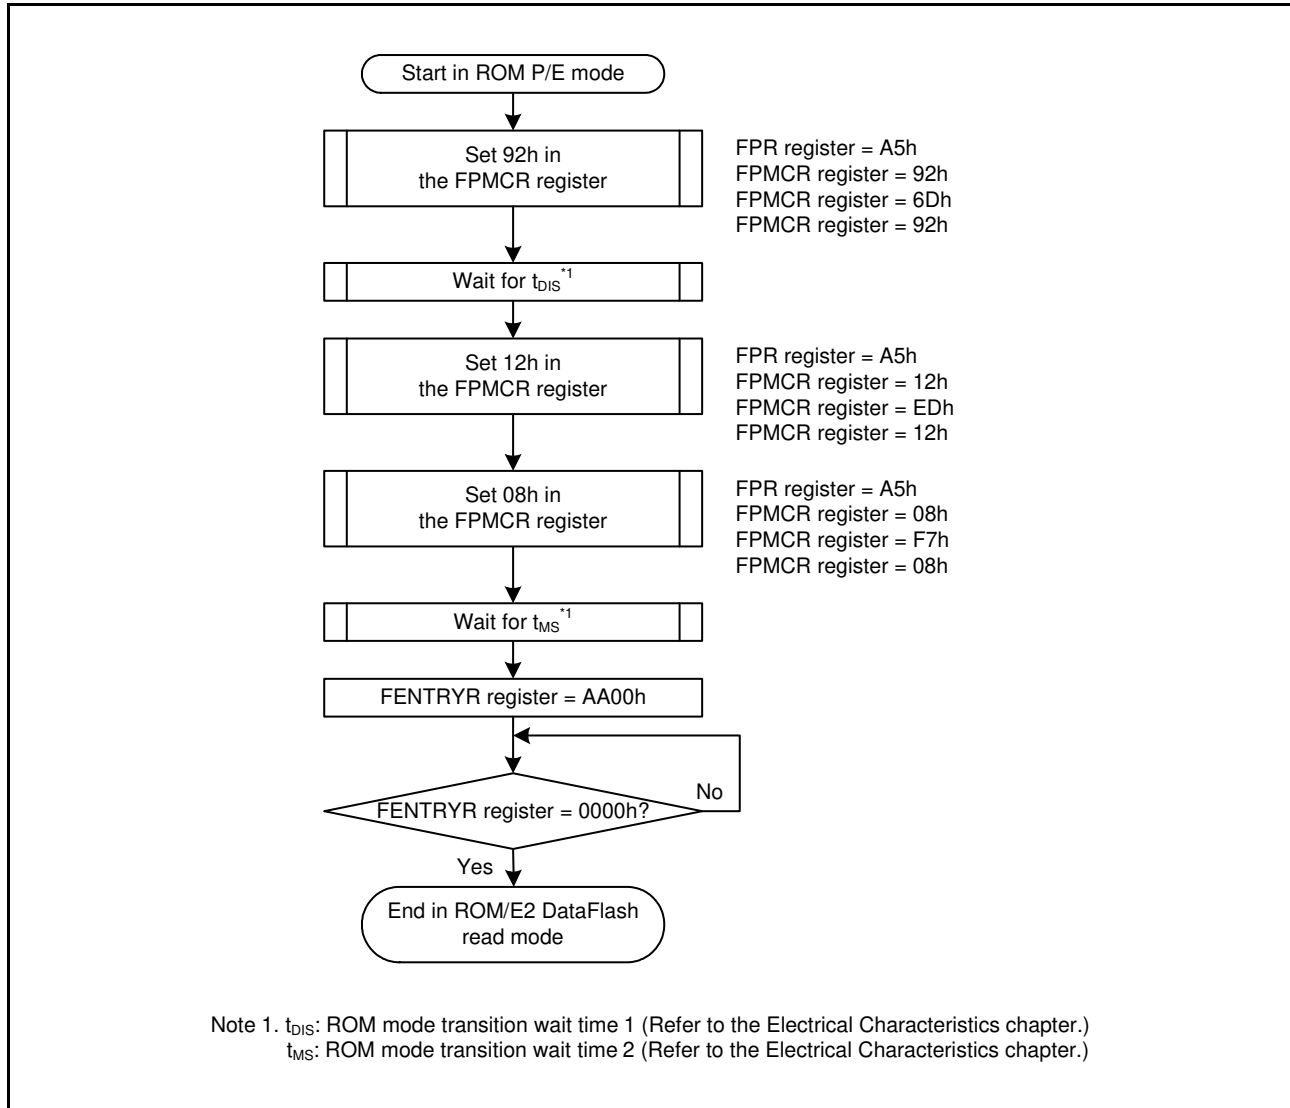 Start in ROM P/E mode
Set 92h in
the FPMCR register
FPR register = A5h
FPMCR register = 92h
FPMCR register = 6Dh
FPMCR register = 92h
Wait for tDIS*1
Set 12h in
the FPMCR register
FPR register = A5h
FPMCR register = 12h
FPMCR register = EDh
FPMCR register = 12h
Set 08h in
the FPMCR register
FPR register = A5h
FPMCR register = 08h
FPMCR register = F7h
FPMCR register = 08h
Wait for tMS*1
FENTRYR register = AA00h
FENTRYR register = 0000h?
No
Yes
End in ROM/E2 DataFlash
read mode
Note 1. tDIS: ROM mode transition wait time 1 (Refer to the Electrical Characteristics chapter.)
tMS: ROM mode transition wait time 2 (Refer to the Electrical Characteristics chapter.)